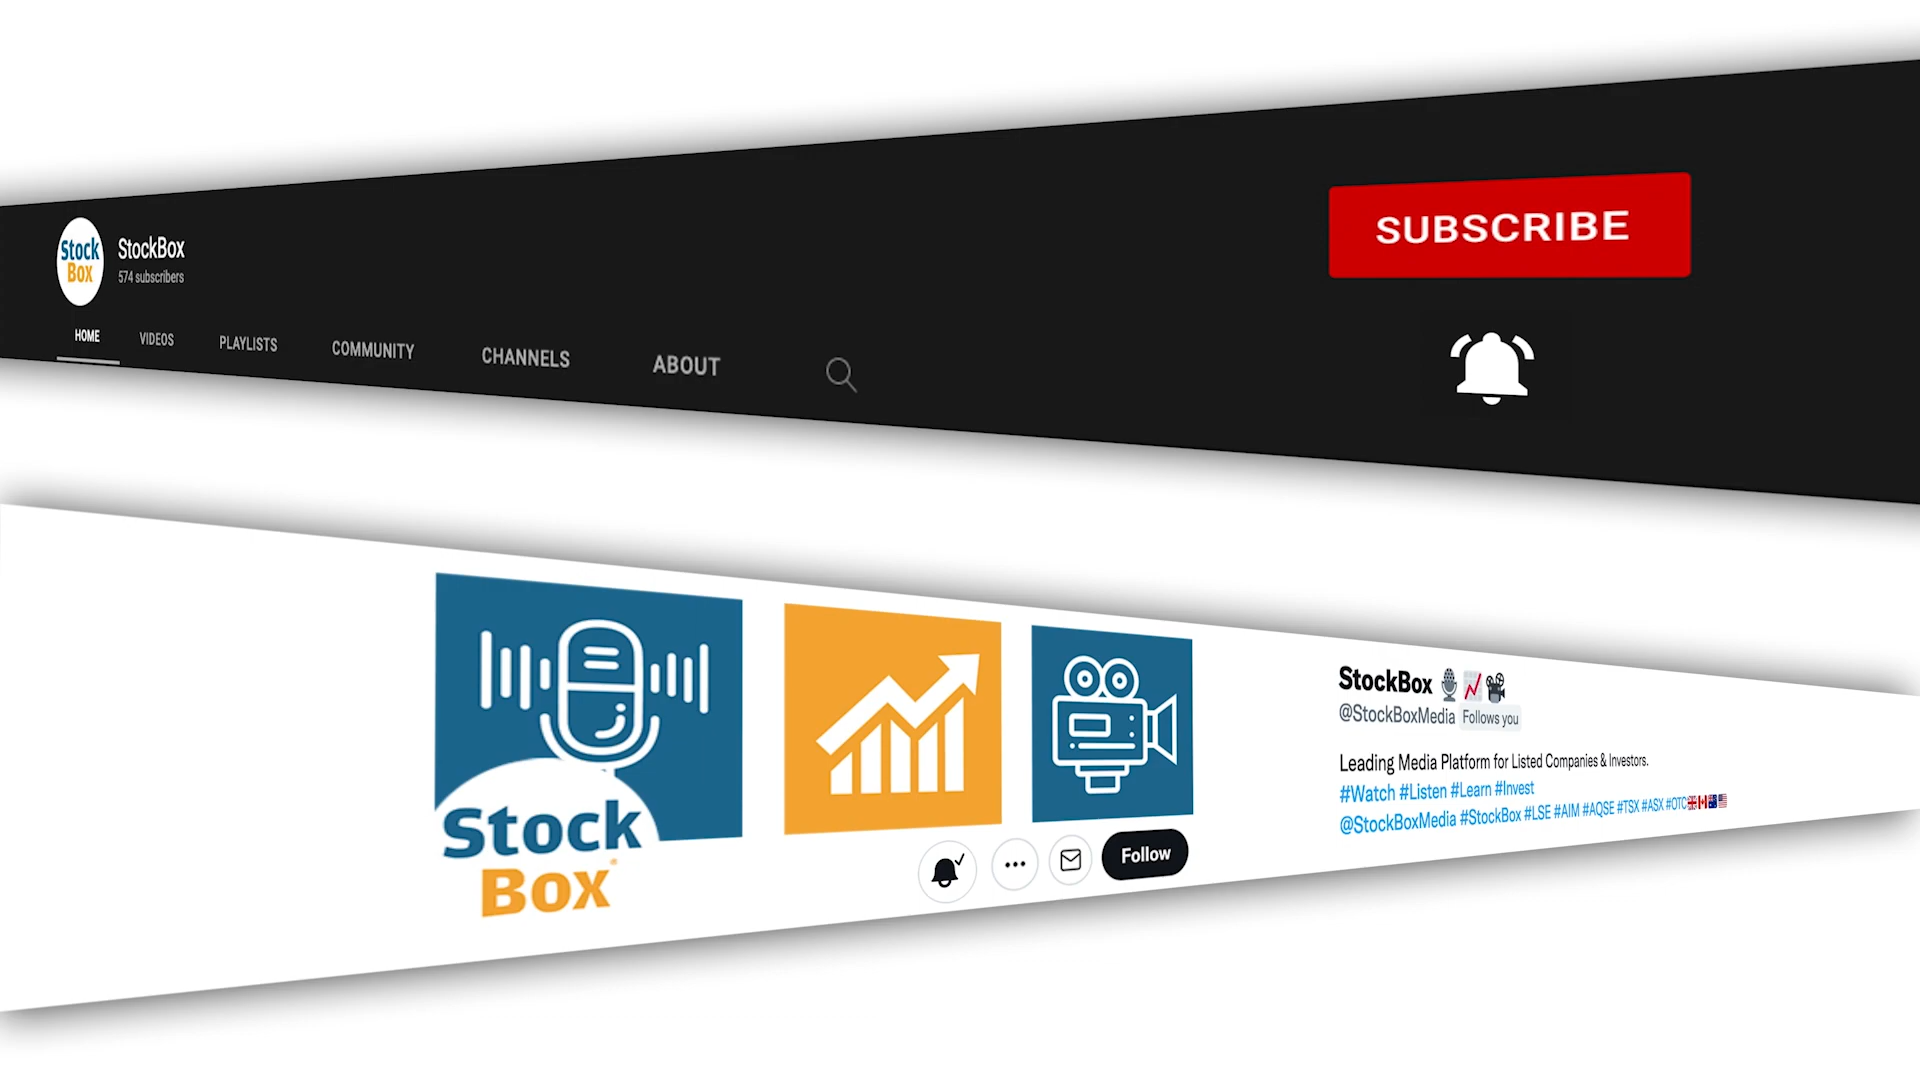 Stock
Box
StockBox
574 subscribers
SUBSCRIBE
HOME VIDEOS PLAYLISTS COMMUNITY CHANNELS ABOUT
Stock
Box
Follow
StockBox
@StockBoxMedia Follows you
Leading Media Platform for Listed Companies & Investors.
#Watch #Listen #Learn #Invest
@StockBoxMedia #StockBox #LSE #AIM #AQSE #TSX #ASX #OTC